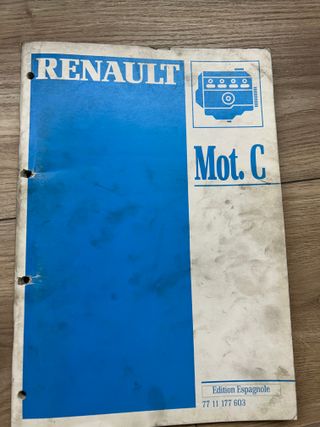 RENAULT
Mot. C
Edition Espagnole
77 11 177 603